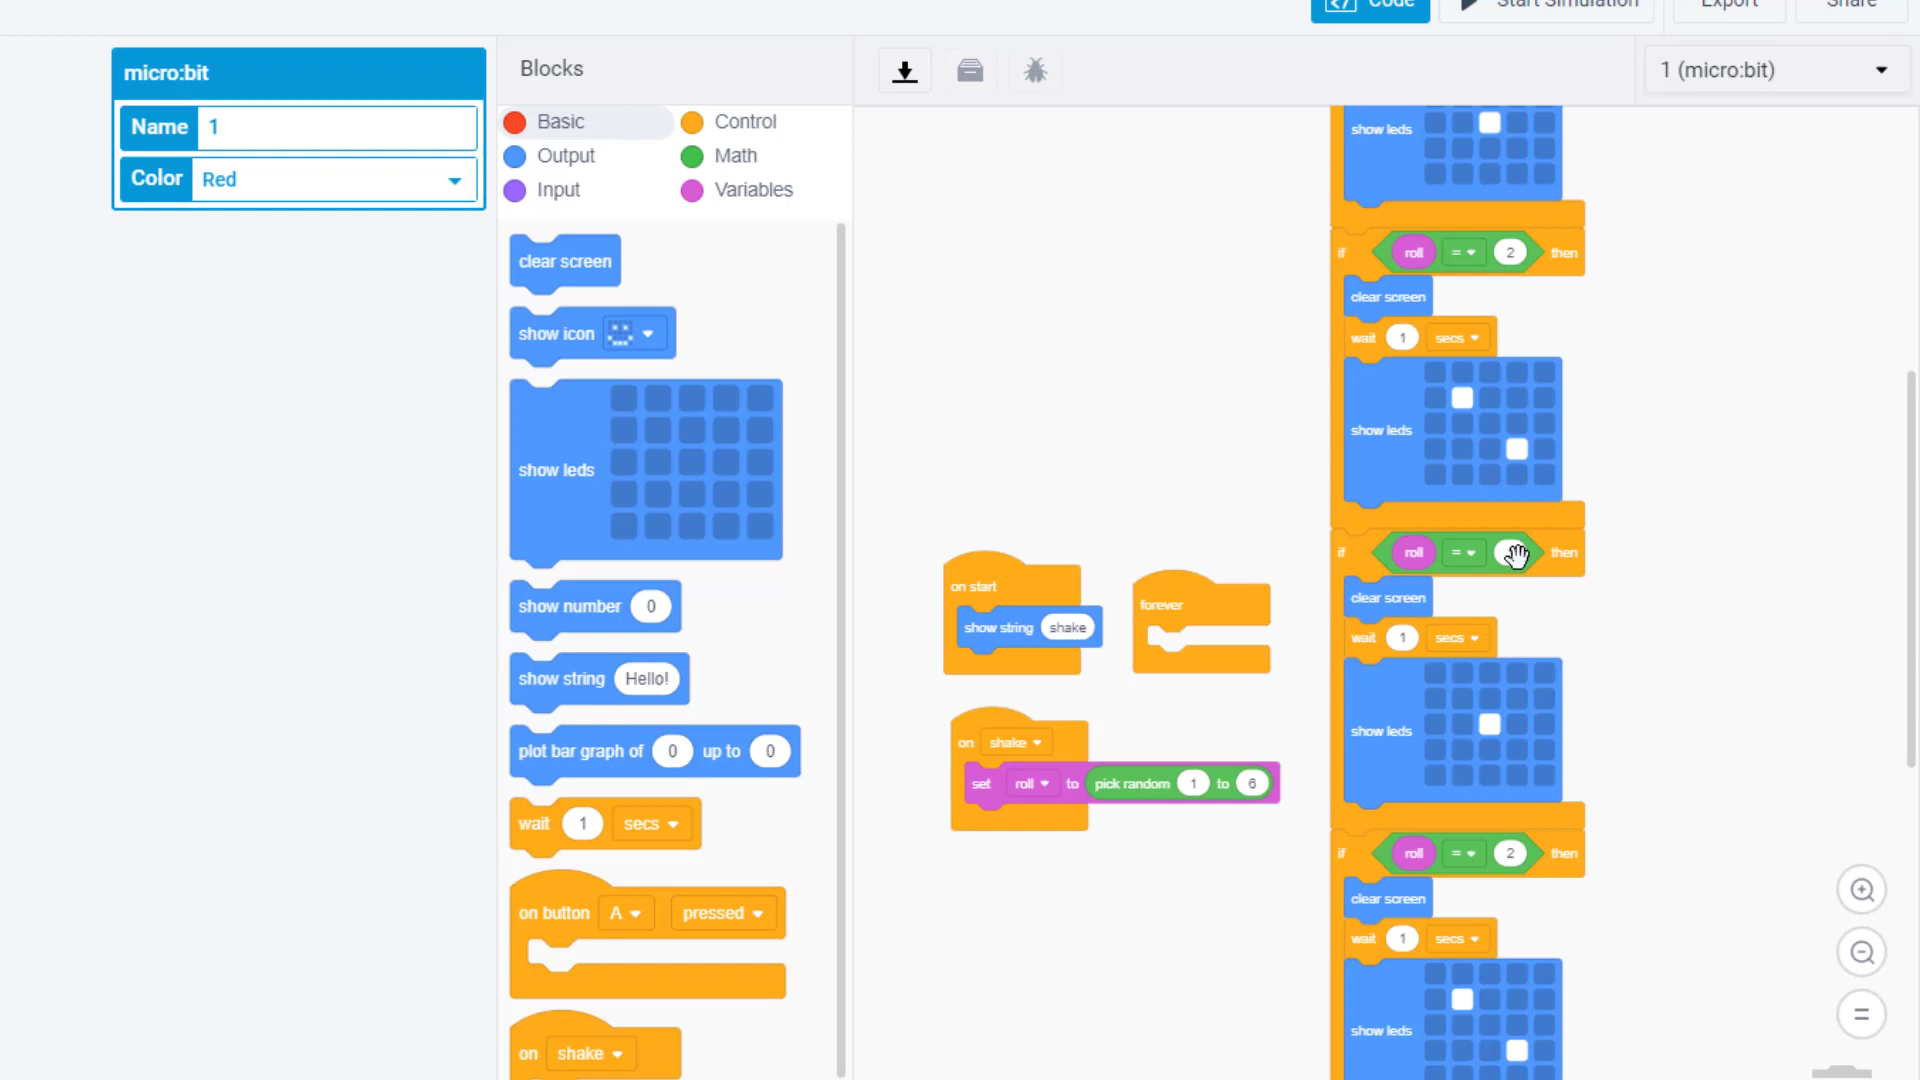 Code
Start Simulation
Export
Share
micro:bit
Name 1
Color Red
Blocks
1 (micro:bit)
Basic
Control
Output
Math
Input
Variables
clear screen
show icon
show leds
show number 0
show string Hello!
plot bar graph of 0 up to 0
wait 1 secs
on button A pressed
on shake
on start
show string shake
forever
on shake
set roll to pick random 1 to 6
show leds
if roll = 2 then
clear screen
wait 1 secs
show leds
if roll = then
clear screen
wait 1 secs
show leds
if roll = 2 then
clear screen
wait 1 secs
show leds